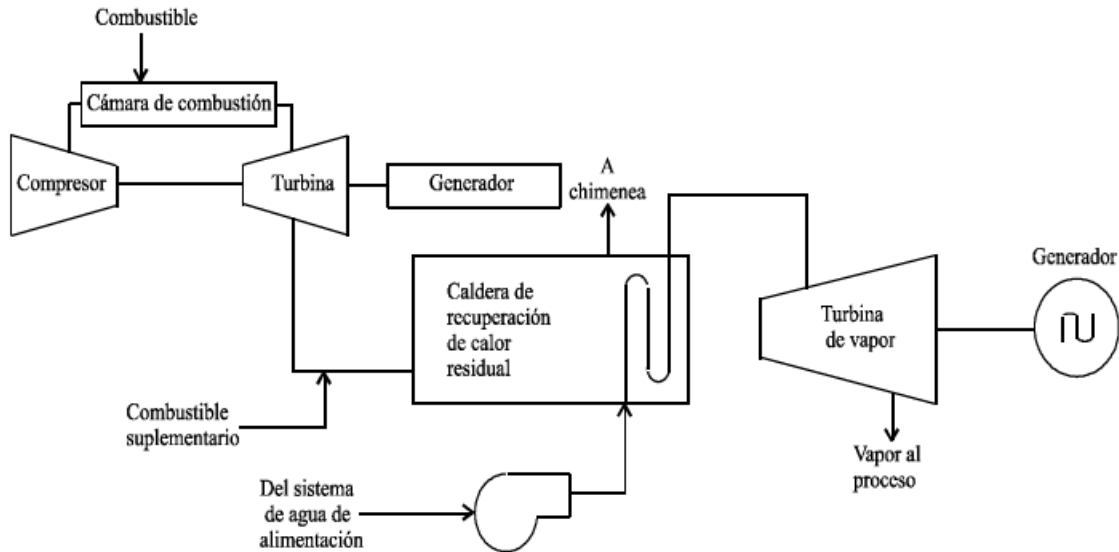 Combustible
Cámara de combustión
Compresor
Turbina
Generador
A
chimenea
Generador
Caldera de
recuperación
de calor
residual
Turbina
de vapor
Combustible
suplementario
Vapor al
proceso
Del sistema
de agua de
alimentación